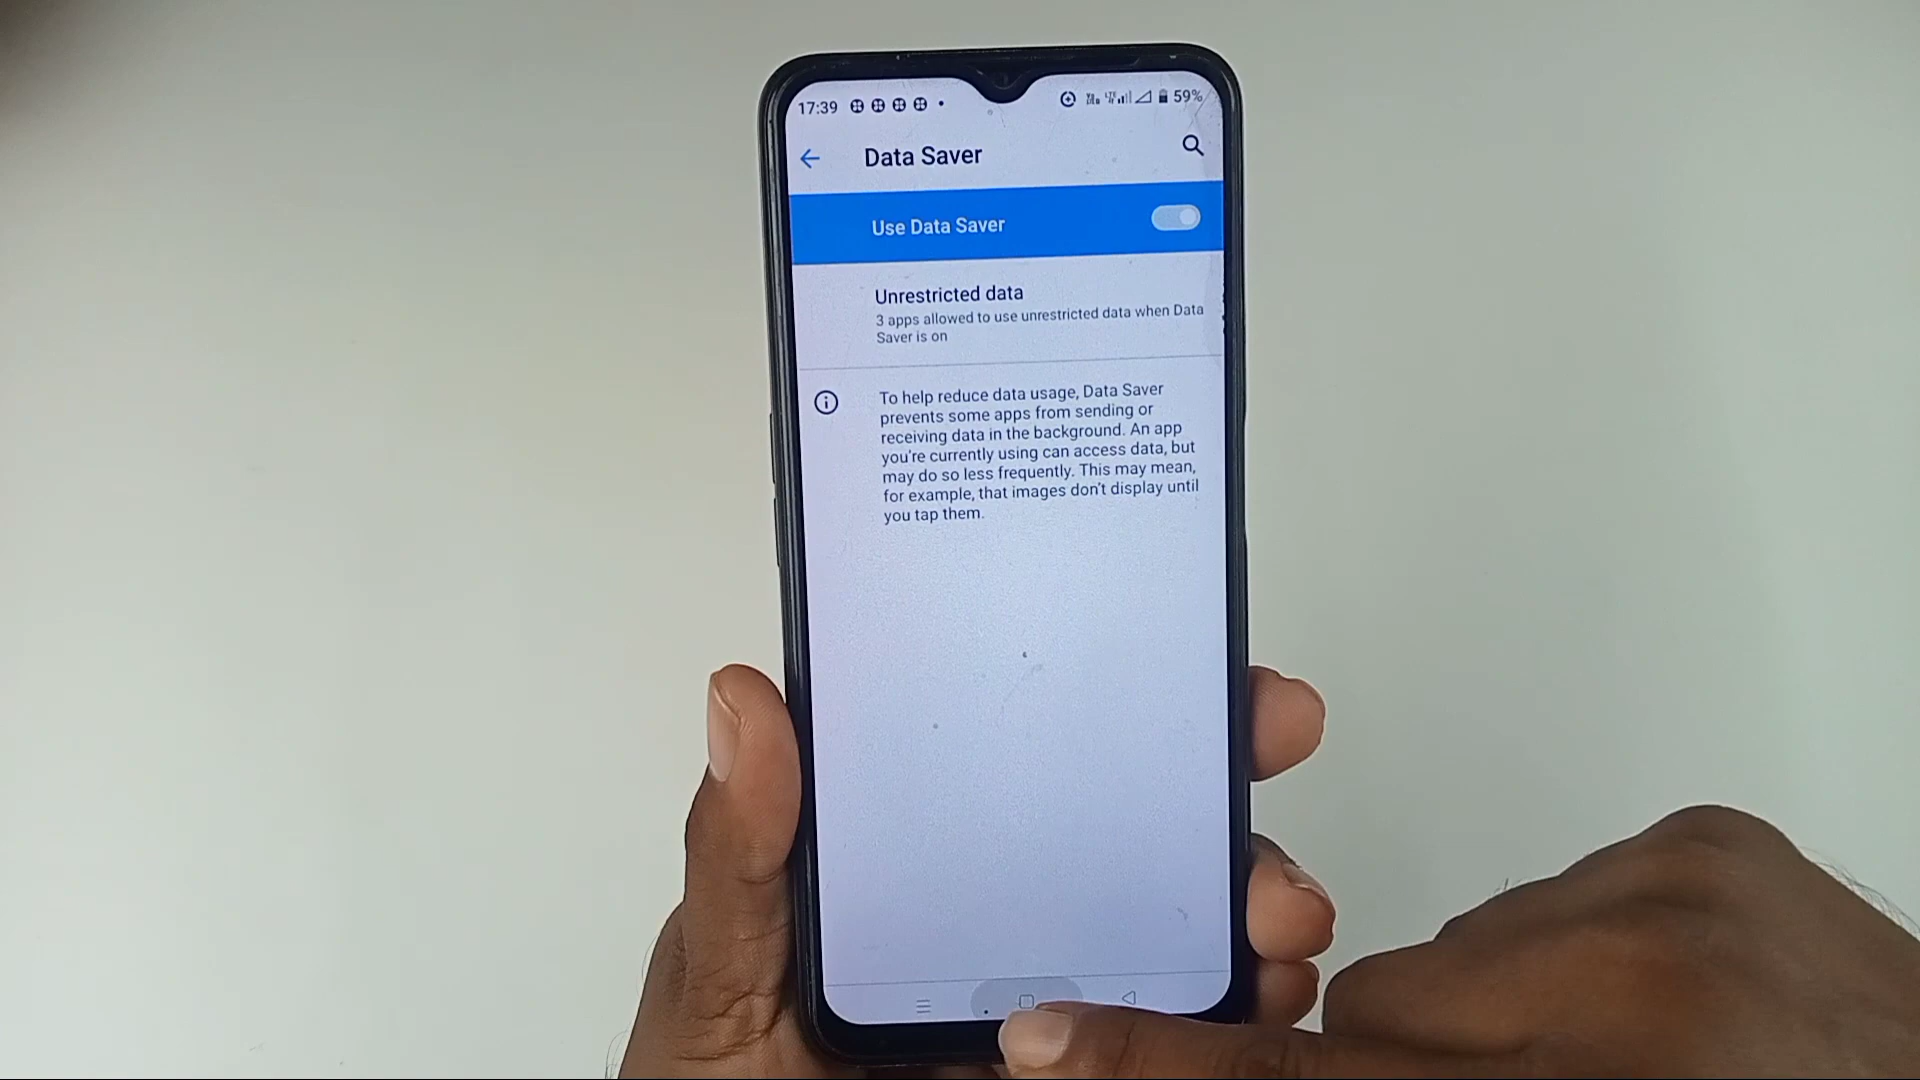 17:39
59%
Data Saver
Use Data Saver
Unrestricted data
3 apps allowed to use unrestricted data when Data
Saver is on
To help reduce data usage, Data Saver
prevents some apps from sending or
receiving data in the background. An app
you're currently using can access data, but
may do so less frequently. This may mean,
for example, that images don't display until
you tap them.